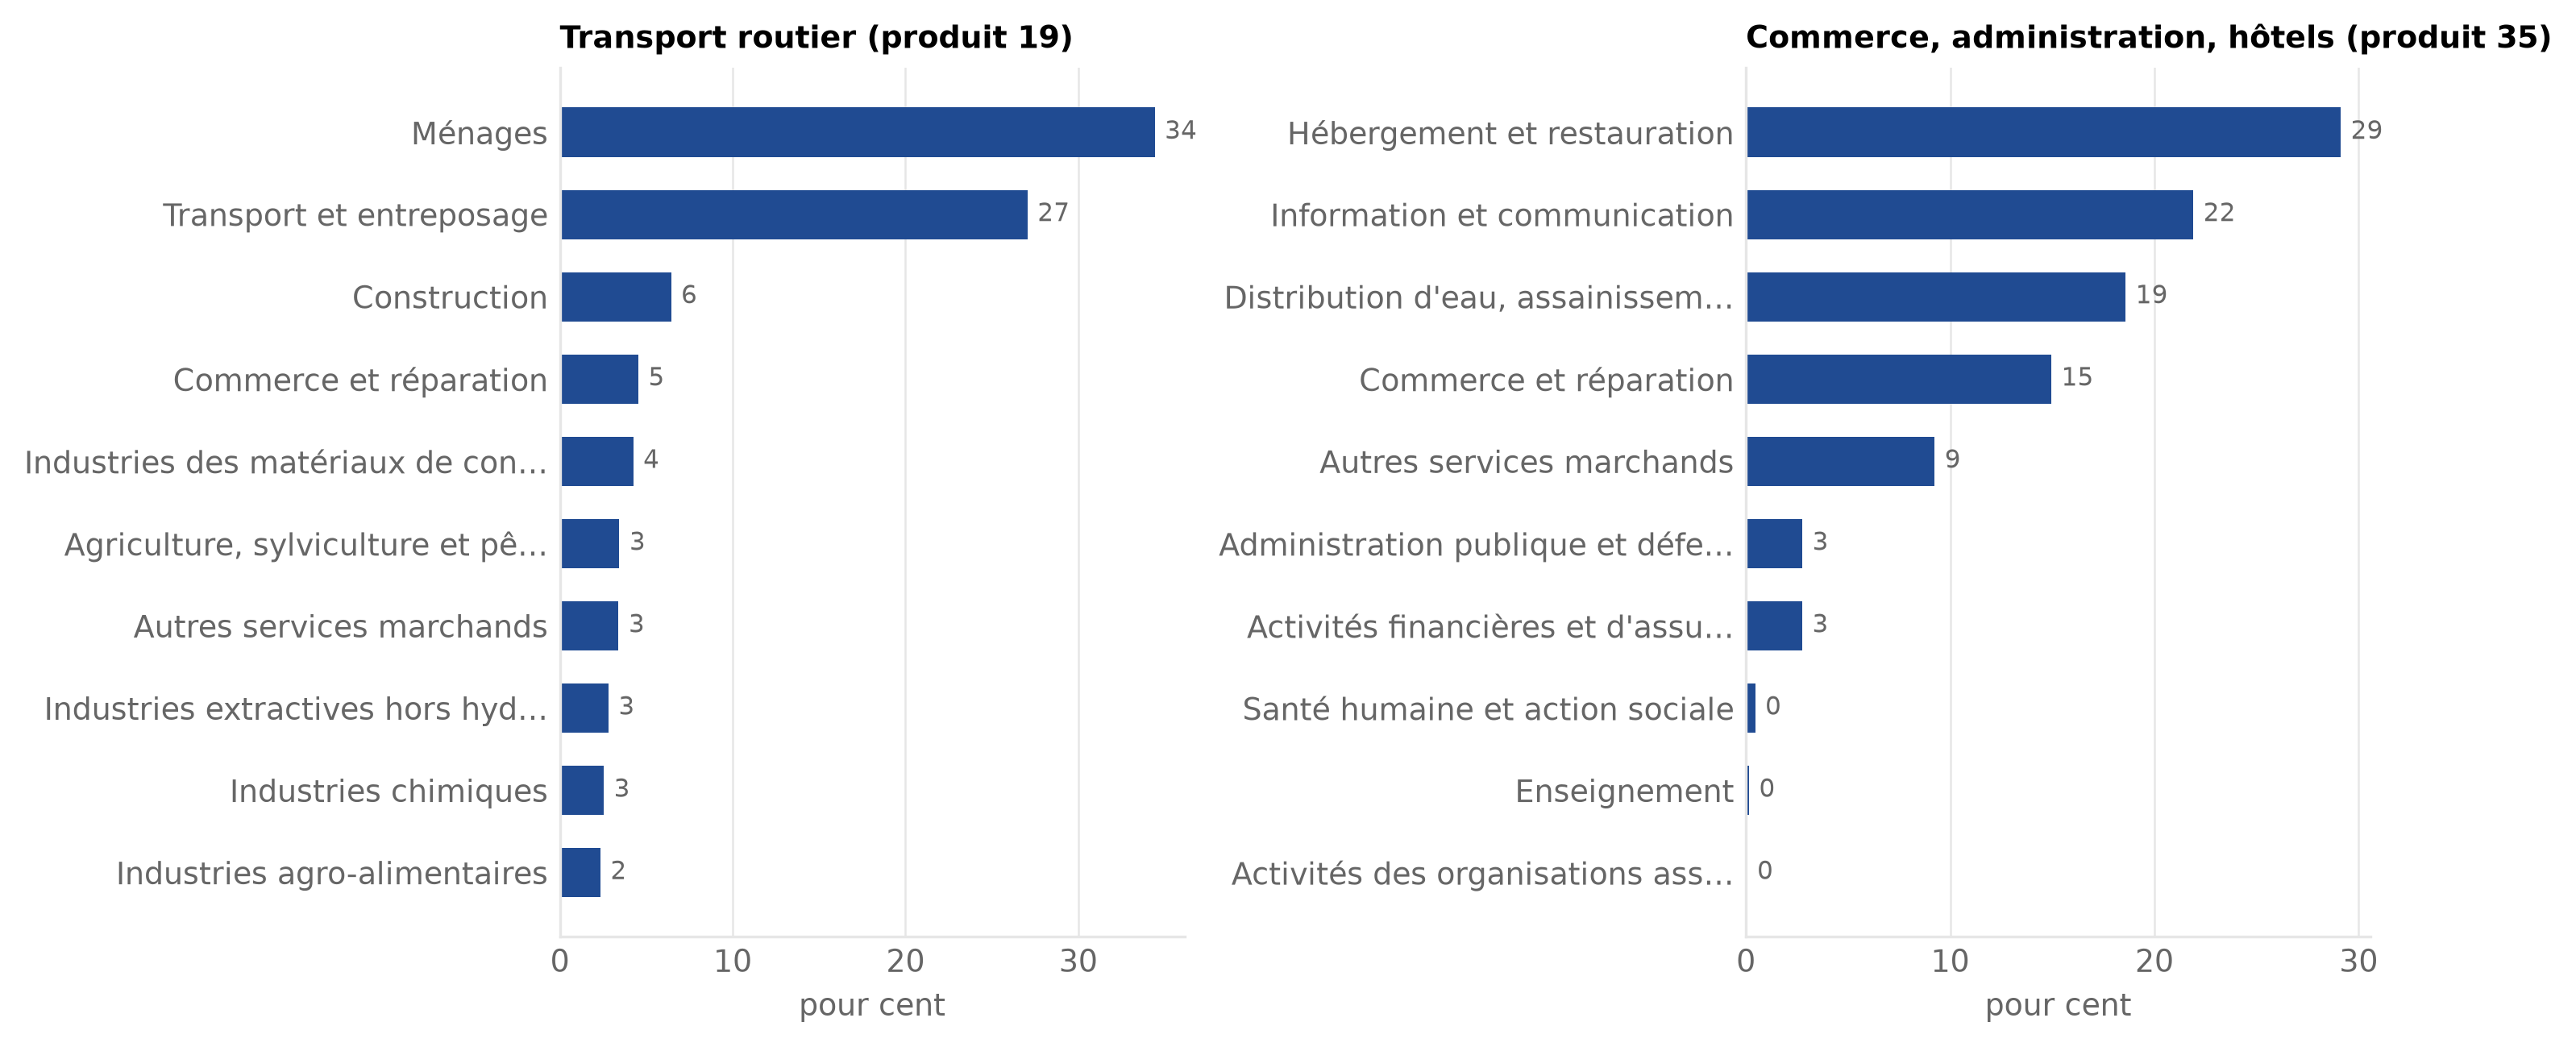 Transport routier (produit 19)
Ménages 34
Transport et entreposage 27
Construction 6
Commerce et réparation 5
Industries des matériaux de con… 4
Agriculture, sylviculture et pê… 3
Autres services marchands 3
Industries extractives hors hyd… 3
Industries chimiques 3
Industries agro-alimentaires 2
0 10 20 30
pour cent
Commerce, administration, hôtels (produit 35)
Hébergement et restauration 29
Information et communication 22
Distribution d'eau, assainissem… 19
Commerce et réparation 15
Autres services marchands 9
Administration publique et défe… 3
Activités financières et d'assu… 3
Santé humaine et action sociale 0
Enseignement 0
Activités des organisations ass… 0
0 10 20 30
pour cent